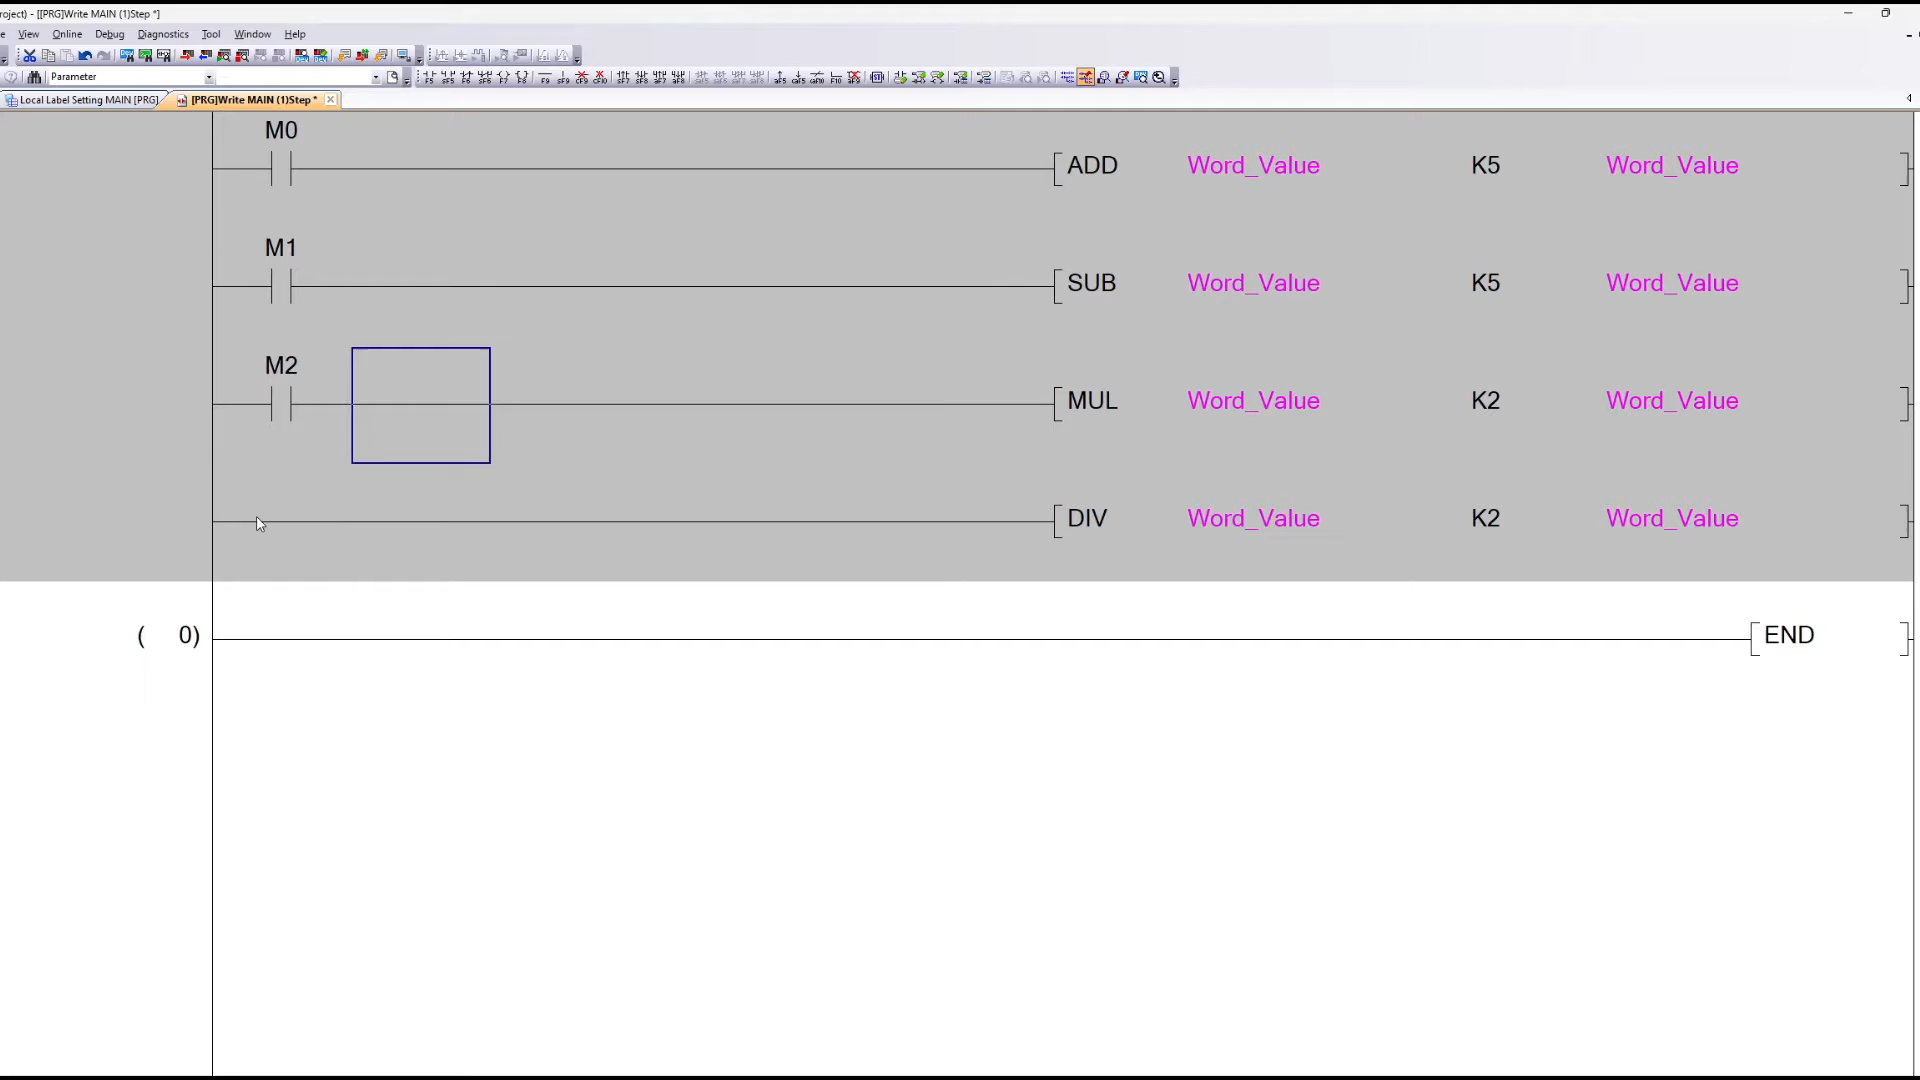 roject) - [[PRG]Write MAIN (1)Step *]
e View Online Debug Diagnostics Tool Window Help
Parameter
Local Label Setting MAIN [PRG] [PRG]Write MAIN (1)Step *
M0
ADD Word_Value K5 Word_Value
M1
SUB Word_Value K5 Word_Value
M2
MUL Word_Value K2 Word_Value
DIV Word_Value K2 Word_Value
( 0) END